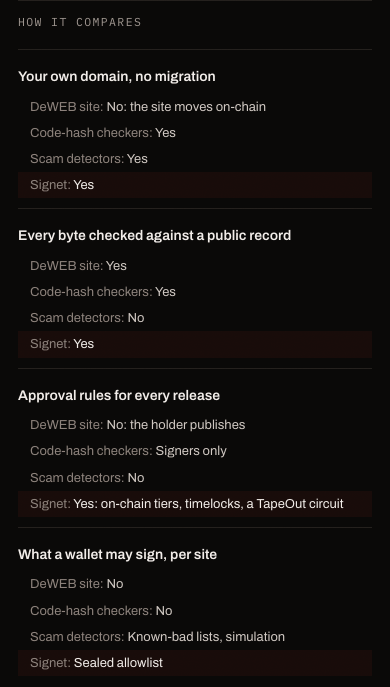 HOW IT COMPARES
Your own domain, no migration
DeWEB site: No: the site moves on-chain
Code-hash checkers: Yes
Scam detectors: Yes
Signet: Yes
Every byte checked against a public record
DeWEB site: Yes
Code-hash checkers: Yes
Scam detectors: No
Signet: Yes
Approval rules for every release
DeWEB site: No: the holder publishes
Code-hash checkers: Signers only
Scam detectors: No
Signet: Yes: on-chain tiers, timelocks, a TapeOut circuit
What a wallet may sign, per site
DeWEB site: No
Code-hash checkers: No
Scam detectors: Known-bad lists, simulation
Signet: Sealed allowlist